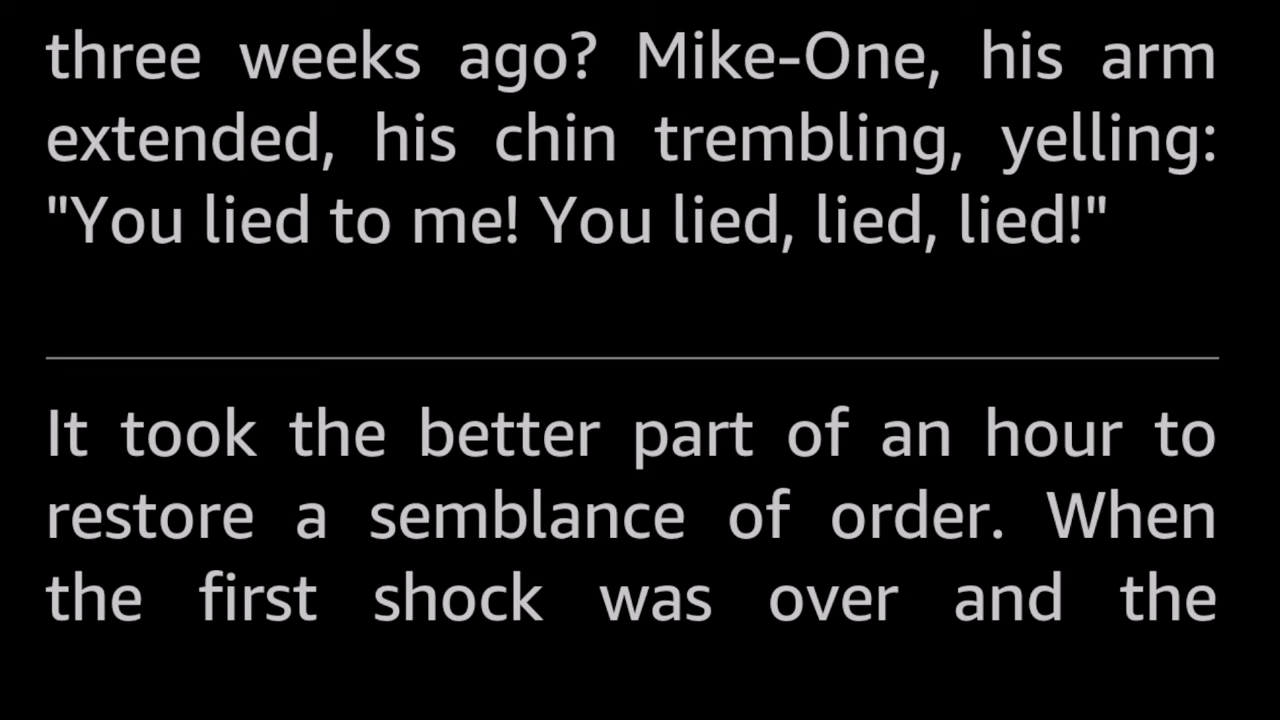 three weeks ago? Mike-One, his arm
extended, his chin trembling, yelling:
"You lied to me! You lied, lied, lied!"
It took the better part of an hour to
restore a semblance of order. When
the first shock was over and the